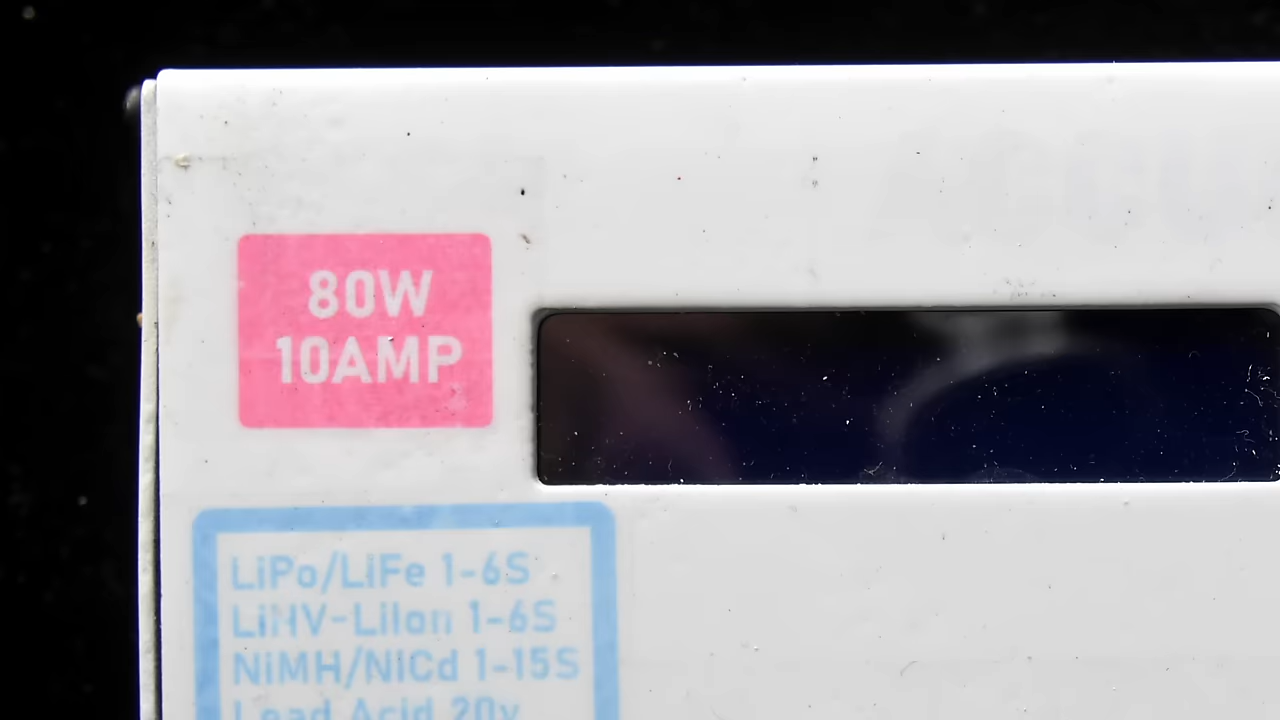 80W
10AMP
LiPo/LiFe 1-6S
LiHV-LiIon 1-6S
NiMH/NiCd 1-15S
Lead Acid 20v